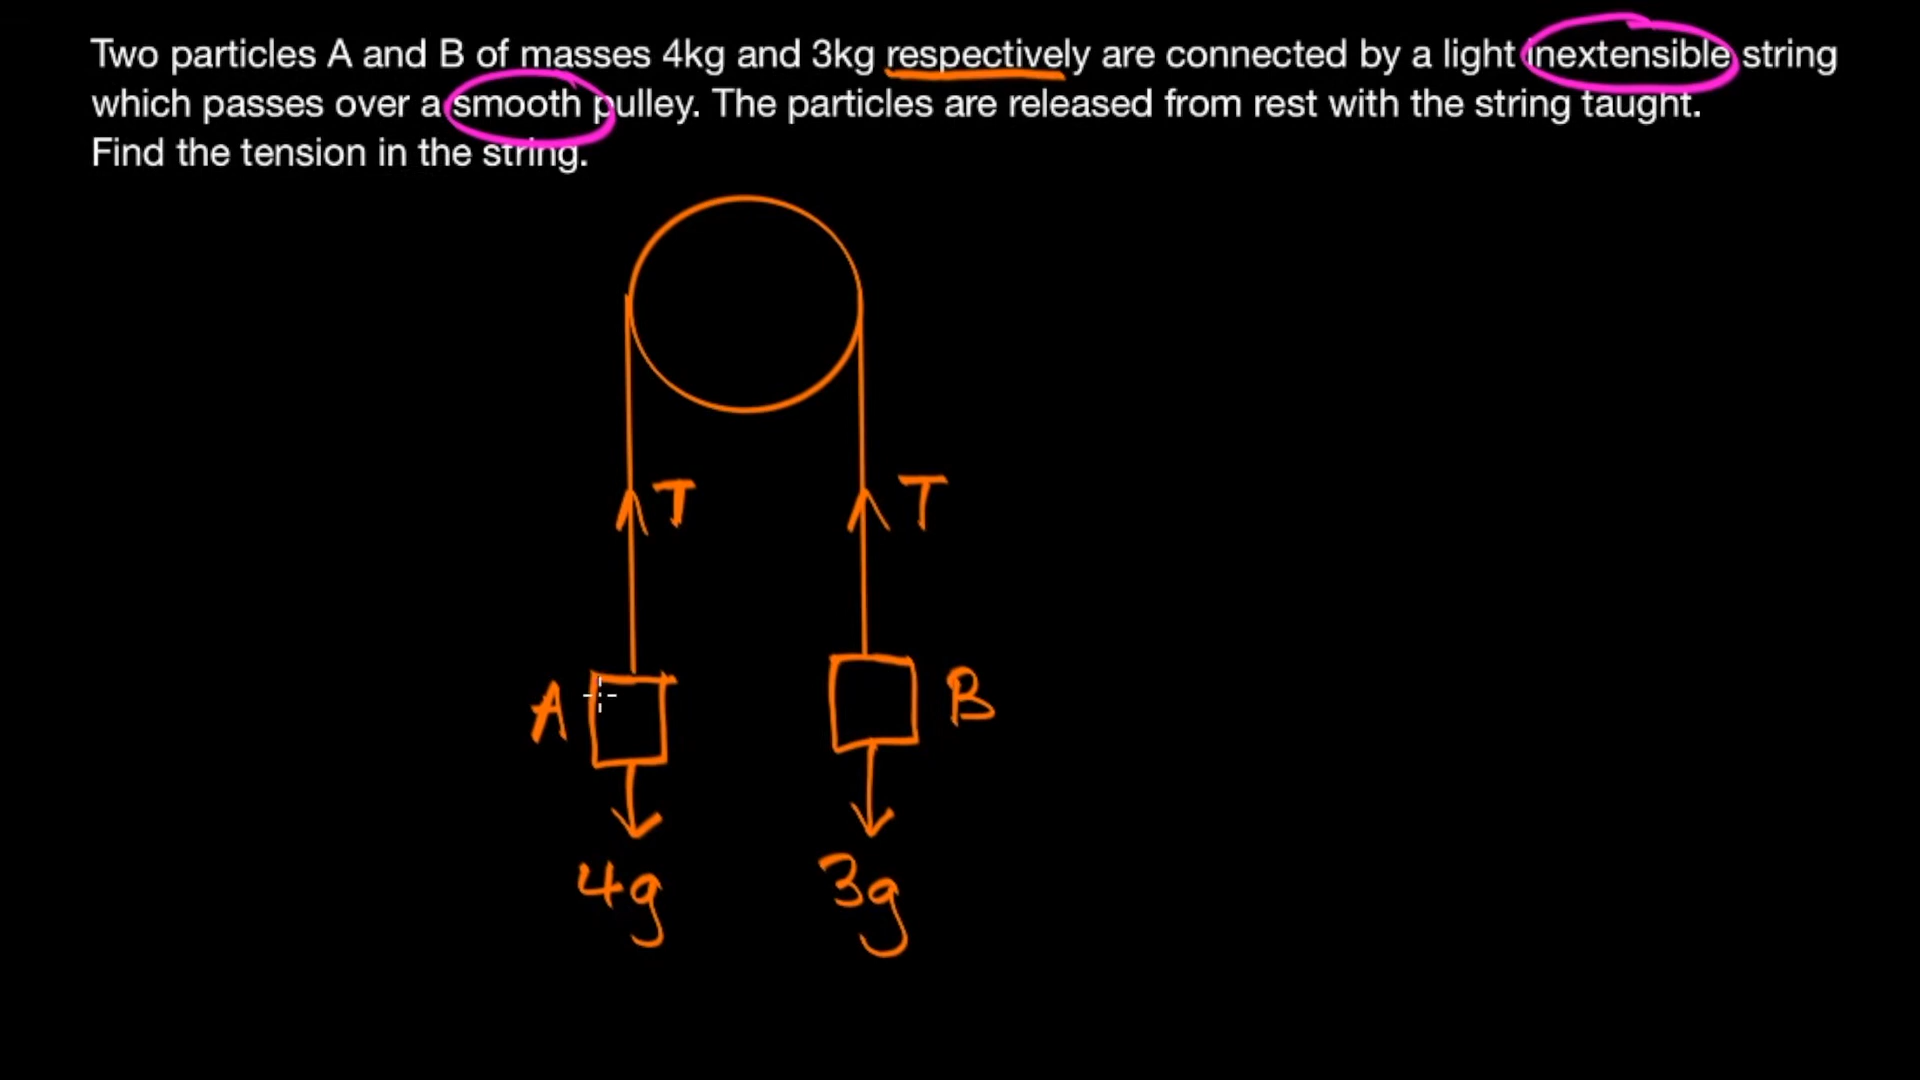 Two particles A and B of masses 4kg and 3kg respectively are connected by a light inextensible string
which passes over a smooth pulley. The particles are released from rest with the string taught.
Find the tension in the string.
T T
A B
4g 3g